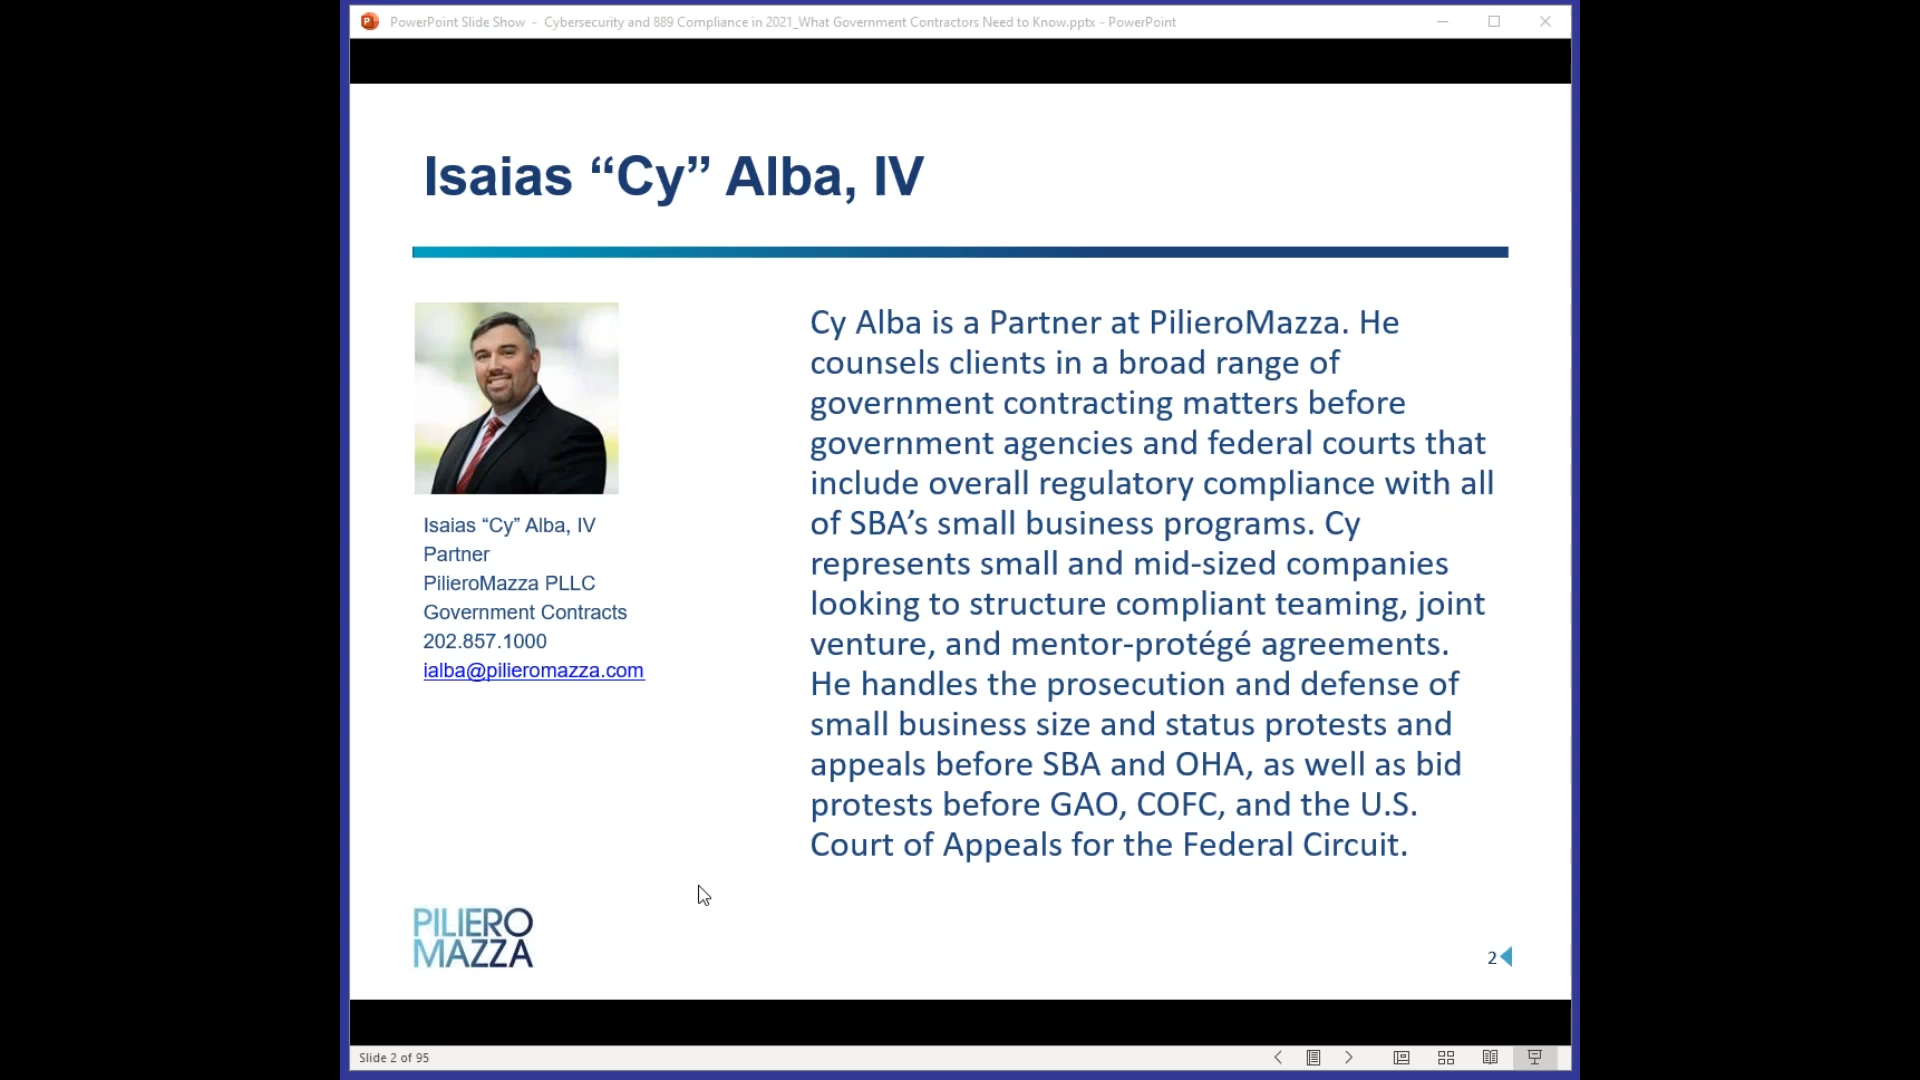 PowerPoint Slide Show - Cybersecurity and 889 Compliance in 2021_What Government Contractors Need to Know.pptx - PowerPoint
Isaias “Cy” Alba, IV
Isaias “Cy” Alba, IV
Partner
PilieroMazza PLLC
Government Contracts
202.857.1000
ialba@pilieromazza.com
Cy Alba is a Partner at PilieroMazza. He
counsels clients in a broad range of
government contracting matters before
government agencies and federal courts that
include overall regulatory compliance with all
of SBA’s small business programs. Cy
represents small and mid-sized companies
looking to structure compliant teaming, joint
venture, and mentor-protégé agreements.
He handles the prosecution and defense of
small business size and status protests and
appeals before SBA and OHA, as well as bid
protests before GAO, COFC, and the U.S.
Court of Appeals for the Federal Circuit.
PILIERO
MAZZA
2
Slide 2 of 95